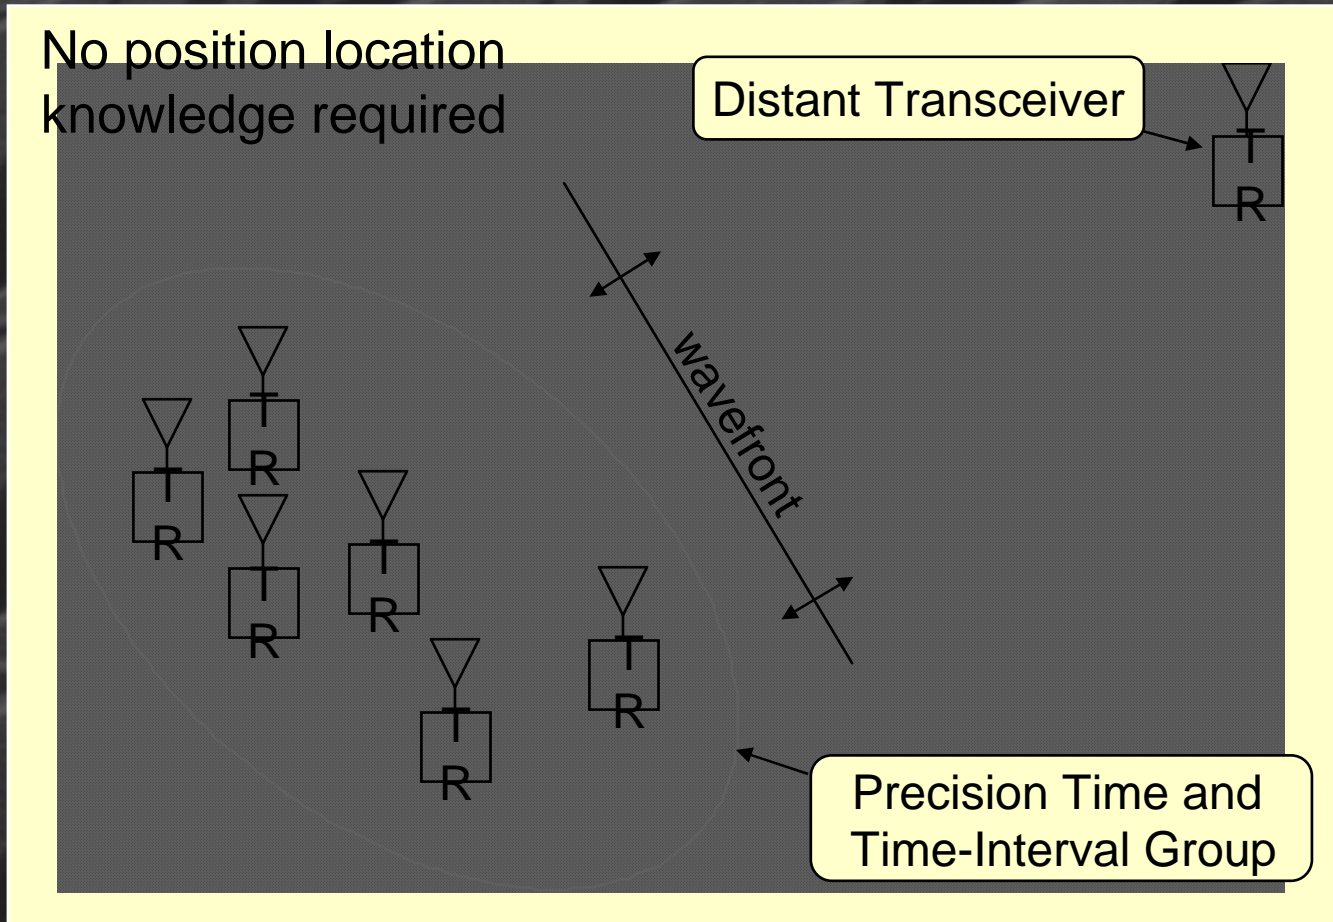 No position location
knowledge required
Distant Transceiver
T
R
wavefront
T
R
T
R
T
R
T
R
T
R
T
R
Precision Time and
Time-Interval Group